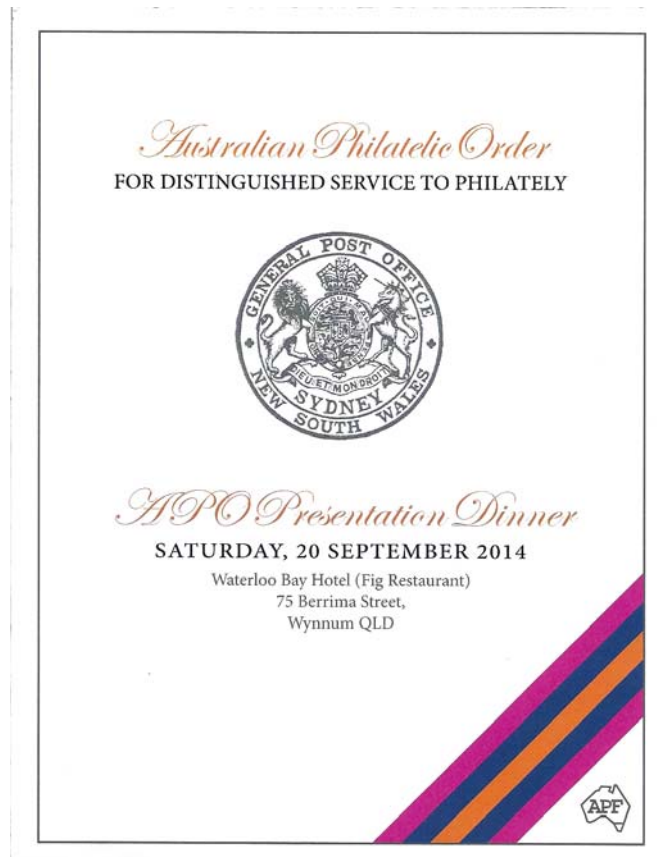 Australian Philatelic Order
FOR DISTINGUISHED SERVICE TO PHILATELY
GENERAL POST OFFICE
DIEU ET MON DROIT
SYDNEY
NEW SOUTH WALES
APO Presentation Dinner
SATURDAY, 20 SEPTEMBER 2014
Waterloo Bay Hotel (Fig Restaurant)
75 Berrima Street,
Wynnum QLD
APF